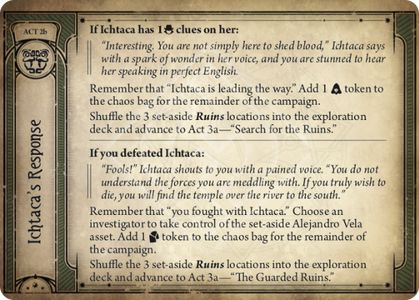 ACT 2b
Ichtaca's Response
If Ichtaca has 1 clues on her:
"Interesting. You are not simply here to shed blood," Ichtaca says
with a spark of wonder in her voice, and you are stunned to hear
her speaking in perfect English.
Remember that "Ichtaca is leading the way." Add 1 token to
the chaos bag for the remainder of the campaign.
Shuffle the 3 set-aside Ruins locations into the exploration
deck and advance to Act 3a—"Search for the Ruins."
If you defeated Ichtaca:
"Fools!" Ichtaca shouts to you with a pained voice. "You do not
understand the forces you are meddling with. If you truly wish to
die, you will find the temple over the river to the south."
Remember that "you fought with Ichtaca." Choose an
investigator to take control of the set-aside Alejandro Vela
asset. Add 1 token to the chaos bag for the remainder of
the campaign.
Shuffle the 3 set-aside Ruins locations into the exploration
deck and advance to Act 3a—"The Guarded Ruins."